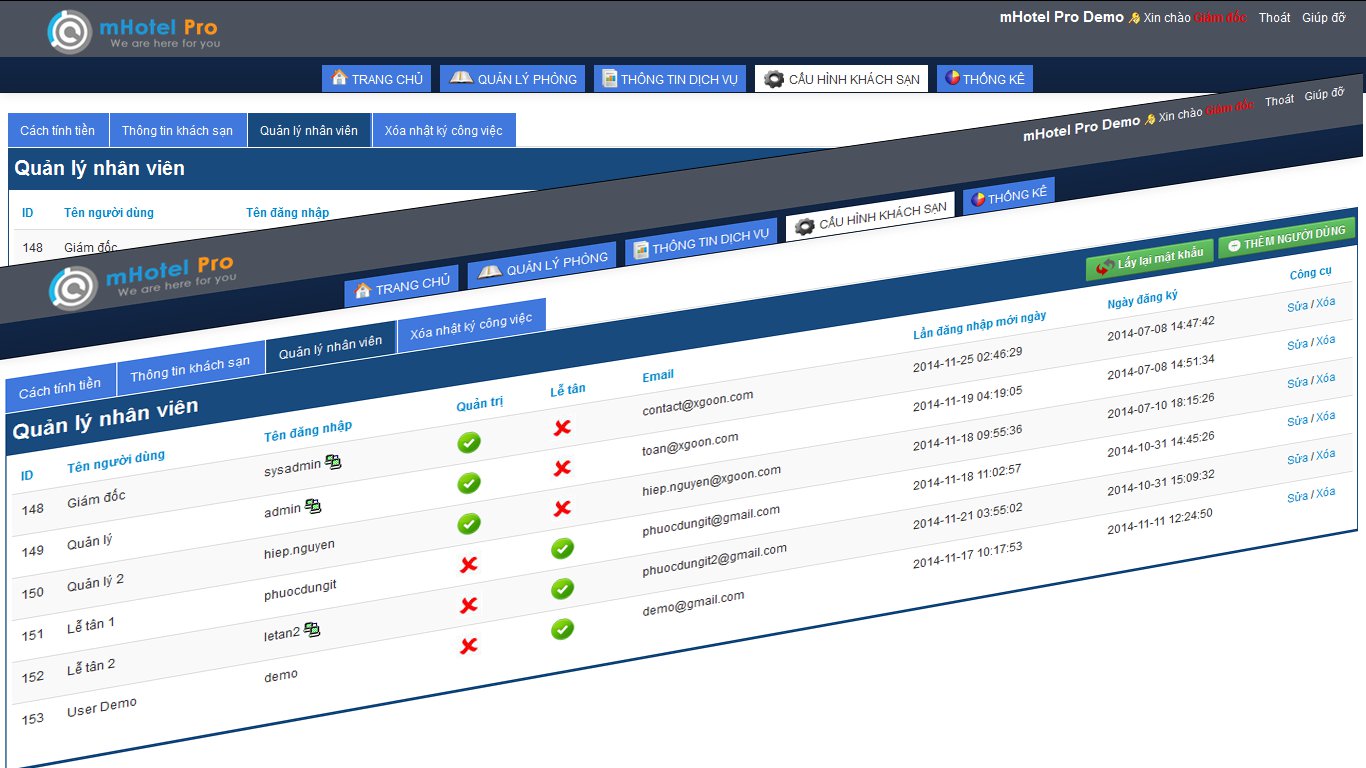 mHotel Pro
We are here for you
mHotel Pro Demo Xin chào Giám đốc Thoát Giúp đỡ
TRANG CHỦ QUẢN LÝ PHÒNG THÔNG TIN DỊCH VỤ CẤU HÌNH KHÁCH SẠN THỐNG KÊ
Cách tính tiền Thông tin khách sạn Quản lý nhân viên Xóa nhật ký công việc
Quản lý nhân viên
ID Tên người dùng Tên đăng nhập
148 Giám đốc
mHotel Pro
We are here for you
mHotel Pro Demo Xin chào Giám đốc Thoát Giúp đỡ
TRANG CHỦ QUẢN LÝ PHÒNG THÔNG TIN DỊCH VỤ CẤU HÌNH KHÁCH SẠN THỐNG KÊ
Cách tính tiền Thông tin khách sạn Quản lý nhân viên Xóa nhật ký công việc
Quản lý nhân viên Lấy lại mật khẩu THÊM NGƯỜI DÙNG
ID Tên người dùng Tên đăng nhập Quản trị Lễ tân Email Lần đăng nhập mới ngày Ngày đăng ký Công cụ
148 Giám đốc sysadmin contact@xgoon.com 2014-11-25 02:46:29 2014-07-08 14:47:42 Sửa / Xóa
149 Quản lý admin toan@xgoon.com 2014-11-19 04:19:05 2014-07-08 14:51:34 Sửa / Xóa
150 Quản lý 2 hiep.nguyen hiep.nguyen@xgoon.com 2014-11-18 09:55:36 2014-07-10 18:15:26 Sửa / Xóa
151 Lễ tân 1 phuocdungit phuocdungit@gmail.com 2014-11-18 11:02:57 2014-10-31 14:45:26 Sửa / Xóa
152 Lễ tân 2 letan2 phuocdungit2@gmail.com 2014-11-21 03:55:02 2014-10-31 15:09:32 Sửa / Xóa
153 User Demo demo demo@gmail.com 2014-11-17 10:17:53 2014-11-11 12:24:50 Sửa / Xóa